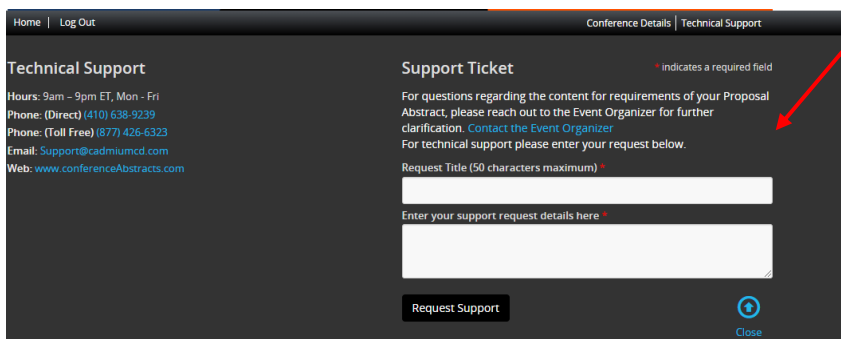 Home | Log Out
Conference Details | Technical Support
Technical Support
Hours: 9am – 9pm ET, Mon - Fri
Phone: (Direct) (410) 638-9239
Phone: (Toll Free) (877) 426-6323
Email: Support@cadmiumcd.com
Web: www.conferenceAbstracts.com
Support Ticket
* indicates a required field
For questions regarding the content for requirements of your Proposal
Abstract, please reach out to the Event Organizer for further
clarification. Contact the Event Organizer
For technical support please enter your request below.
Request Title (50 characters maximum) *
Enter your support request details here *
Request Support
Close